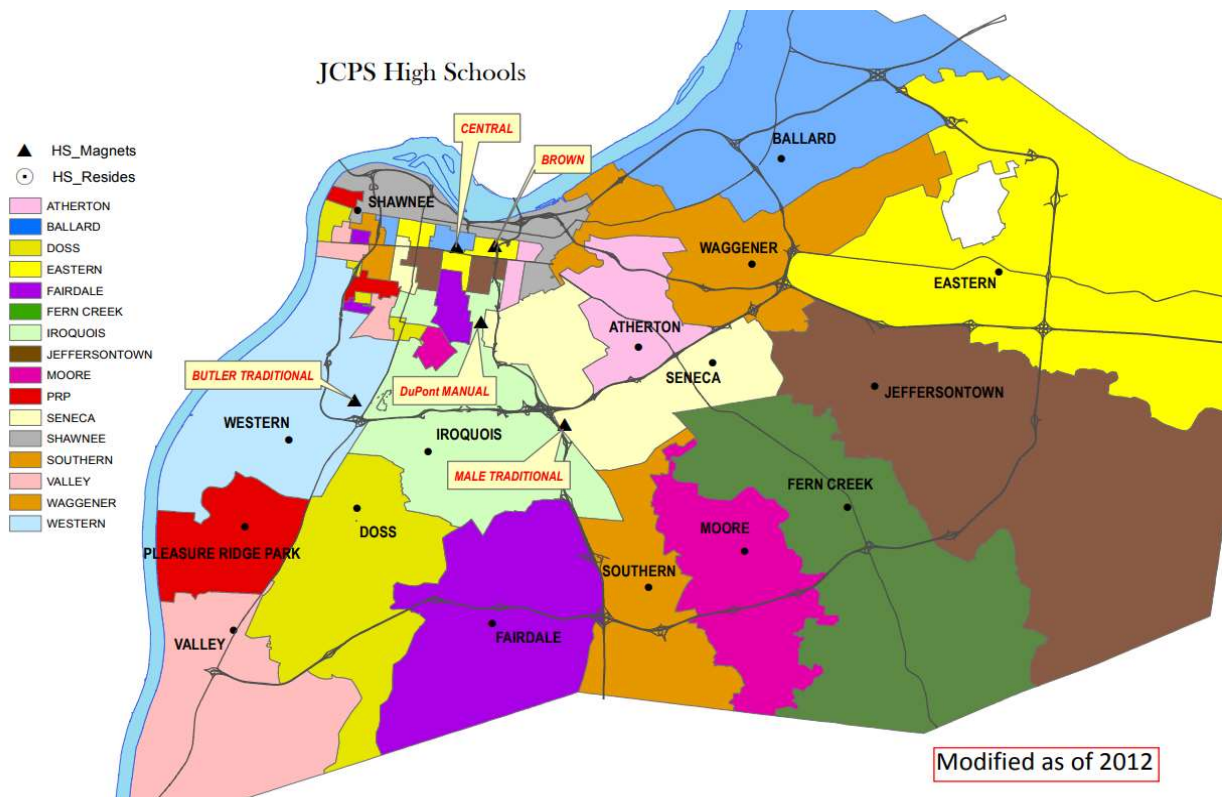 JCPS High Schools
HS_Magnets
HS_Resides
ATHERTON
BALLARD
DOSS
EASTERN
FAIRDALE
FERN CREEK
IROQUOIS
JEFFERSONTOWN
MOORE
PRP
SENECA
SHAWNEE
SOUTHERN
VALLEY
WAGGENER
WESTERN
CENTRAL
BROWN
BALLARD
SHAWNEE
WAGGENER
EASTERN
ATHERTON
SENECA
BUTLER TRADITIONAL
DuPont MANUAL
JEFFERSONTOWN
WESTERN
IROQUOIS
MALE TRADITIONAL
FERN CREEK
DOSS
MOORE
PLEASURE RIDGE PARK
SOUTHERN
VALLEY
FAIRDALE
Modified as of 2012